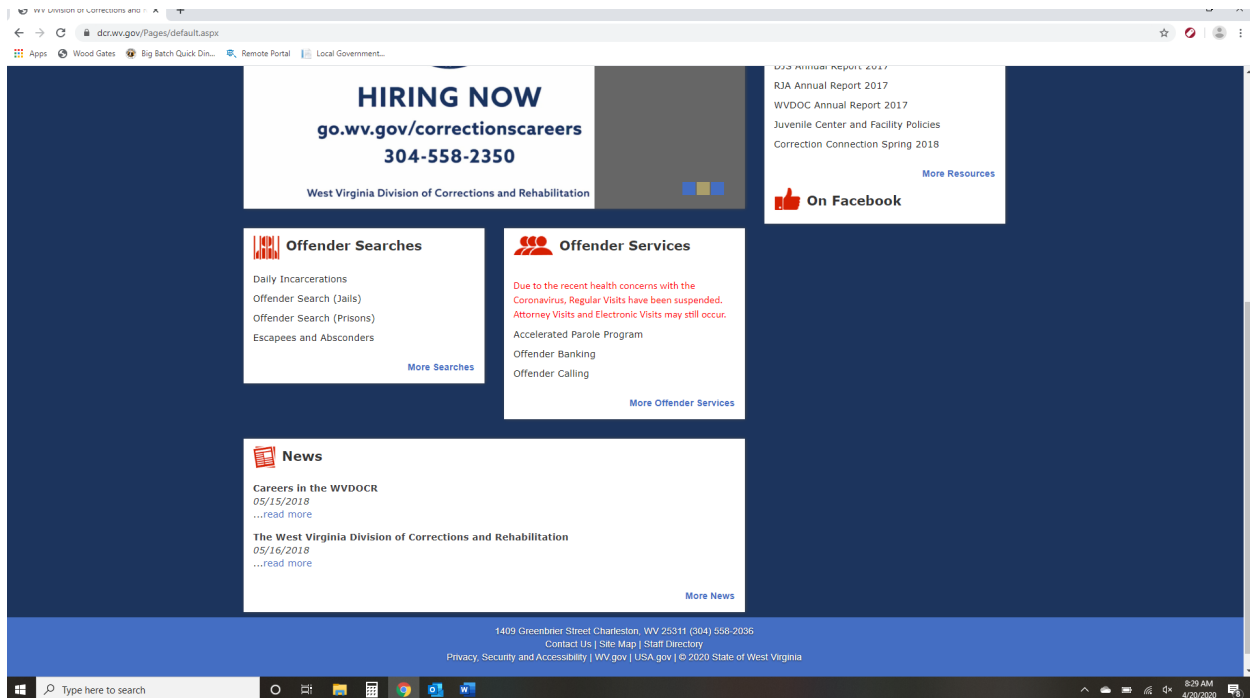 WV Division of Corrections and R
dcr.wv.gov/Pages/default.aspx
Apps
Wood Gates
Big Batch Quick Din...
Remote Portal
Local Government...
HIRING NOW
go.wv.gov/correctionscareers
304-558-2350
West Virginia Division of Corrections and Rehabilitation
DJS Annual Report 2017
RJA Annual Report 2017
WVDOC Annual Report 2017
Juvenile Center and Facility Policies
Correction Connection Spring 2018
More Resources
On Facebook
Offender Searches
Daily Incarcerations
Offender Search (Jails)
Offender Search (Prisons)
Escapees and Absconders
More Searches
Offender Services
Due to the recent health concerns with the
Coronavirus, Regular Visits have been suspended.
Attorney Visits and Electronic Visits may still occur.
Accelerated Parole Program
Offender Banking
Offender Calling
More Offender Services
News
Careers in the WVDOCR
05/15/2018
...read more
The West Virginia Division of Corrections and Rehabilitation
05/16/2018
...read more
More News
1409 Greenbrier Street Charleston, WV 25311 (304) 558-2036
Contact Us | Site Map | Staff Directory
Privacy, Security and Accessibility | WV.gov | USA.gov | © 2020 State of West Virginia
Type here to search
8:29 AM
4/20/2020